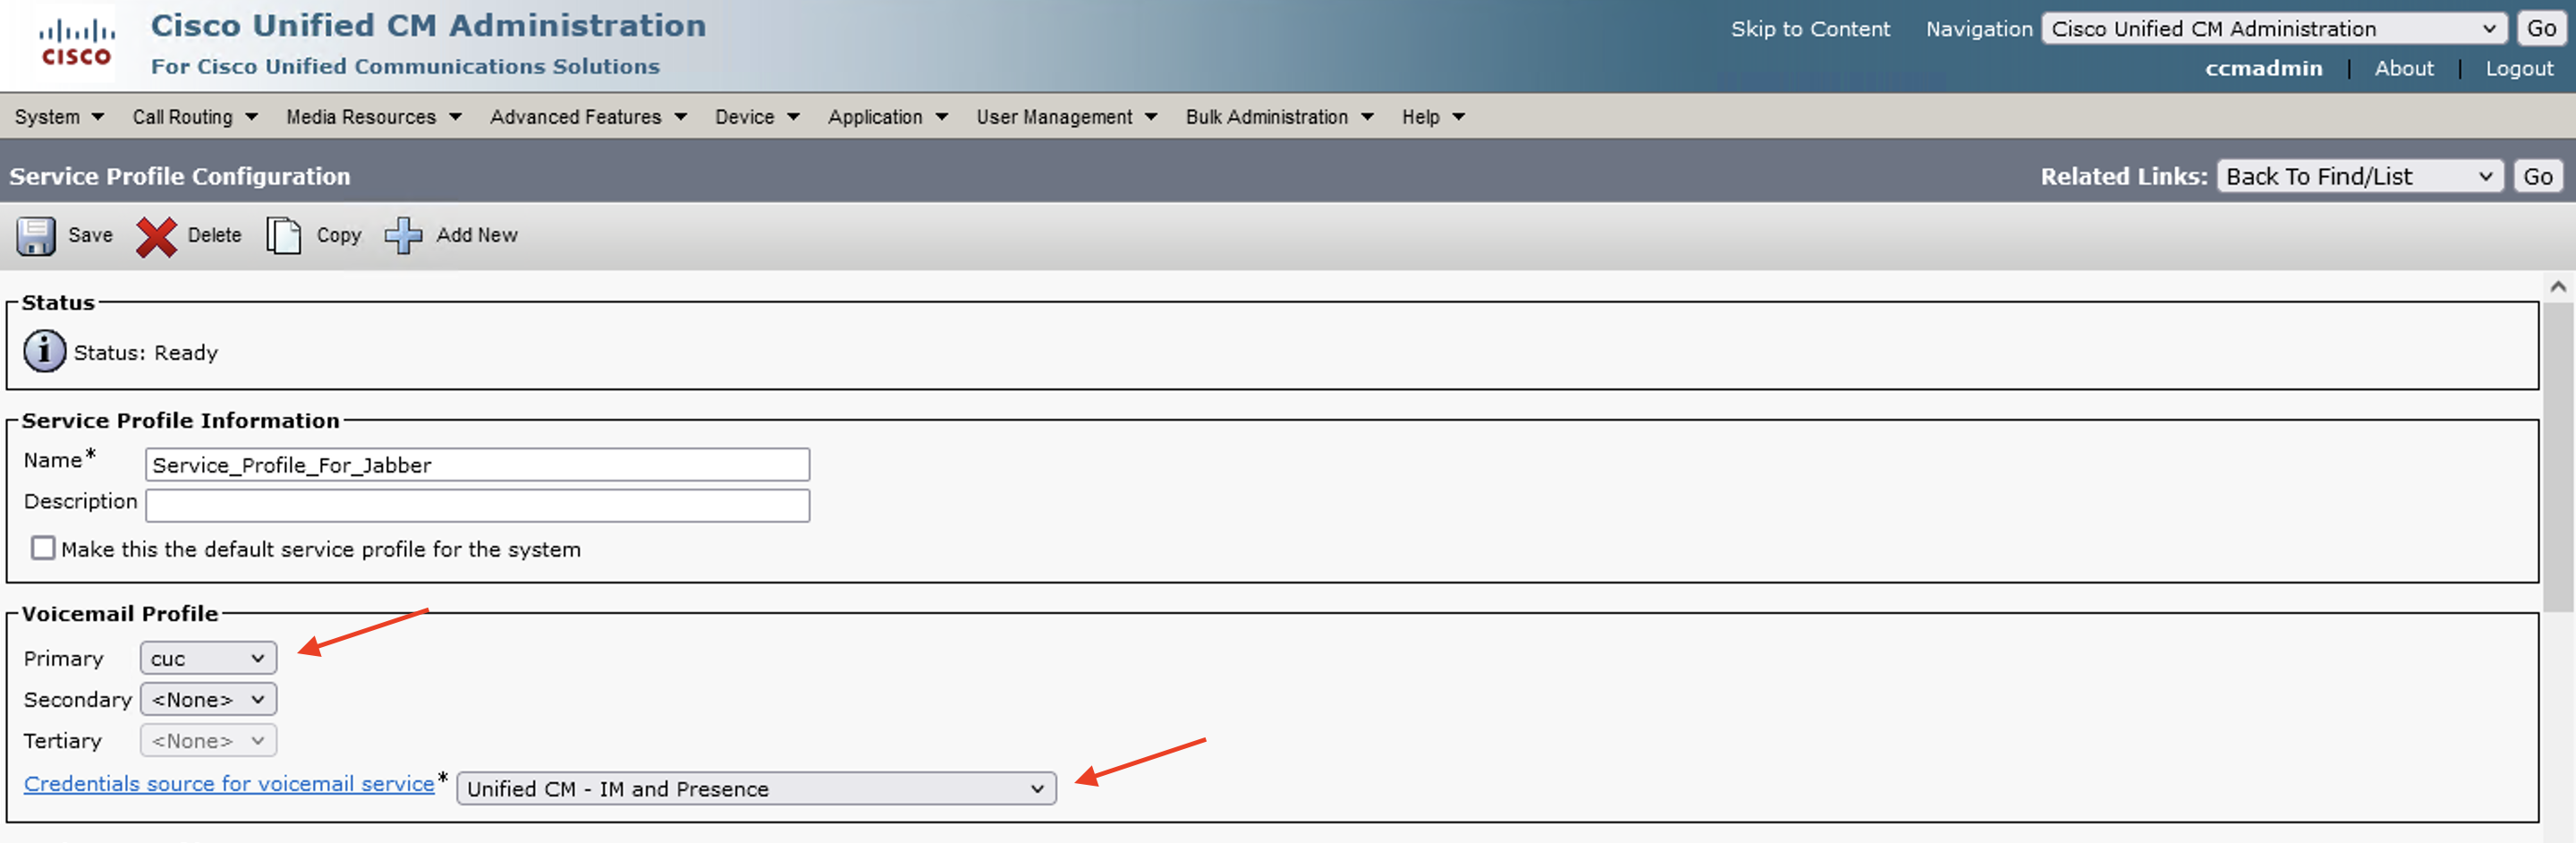 CISCO
Cisco Unified CM Administration
For Cisco Unified Communications Solutions
Skip to Content Navigation Cisco Unified CM Administration Go
ccmadmin | About | Logout
System Call Routing Media Resources Advanced Features Device Application User Management Bulk Administration Help
Service Profile Configuration Related Links: Back To Find/List Go
Save Delete Copy Add New
Status
i Status: Ready
Service Profile Information
Name* Service_Profile_For_Jabber
Description
Make this the default service profile for the system
Voicemail Profile
Primary cuc
Secondary <None>
Tertiary <None>
Credentials source for voicemail service* Unified CM - IM and Presence